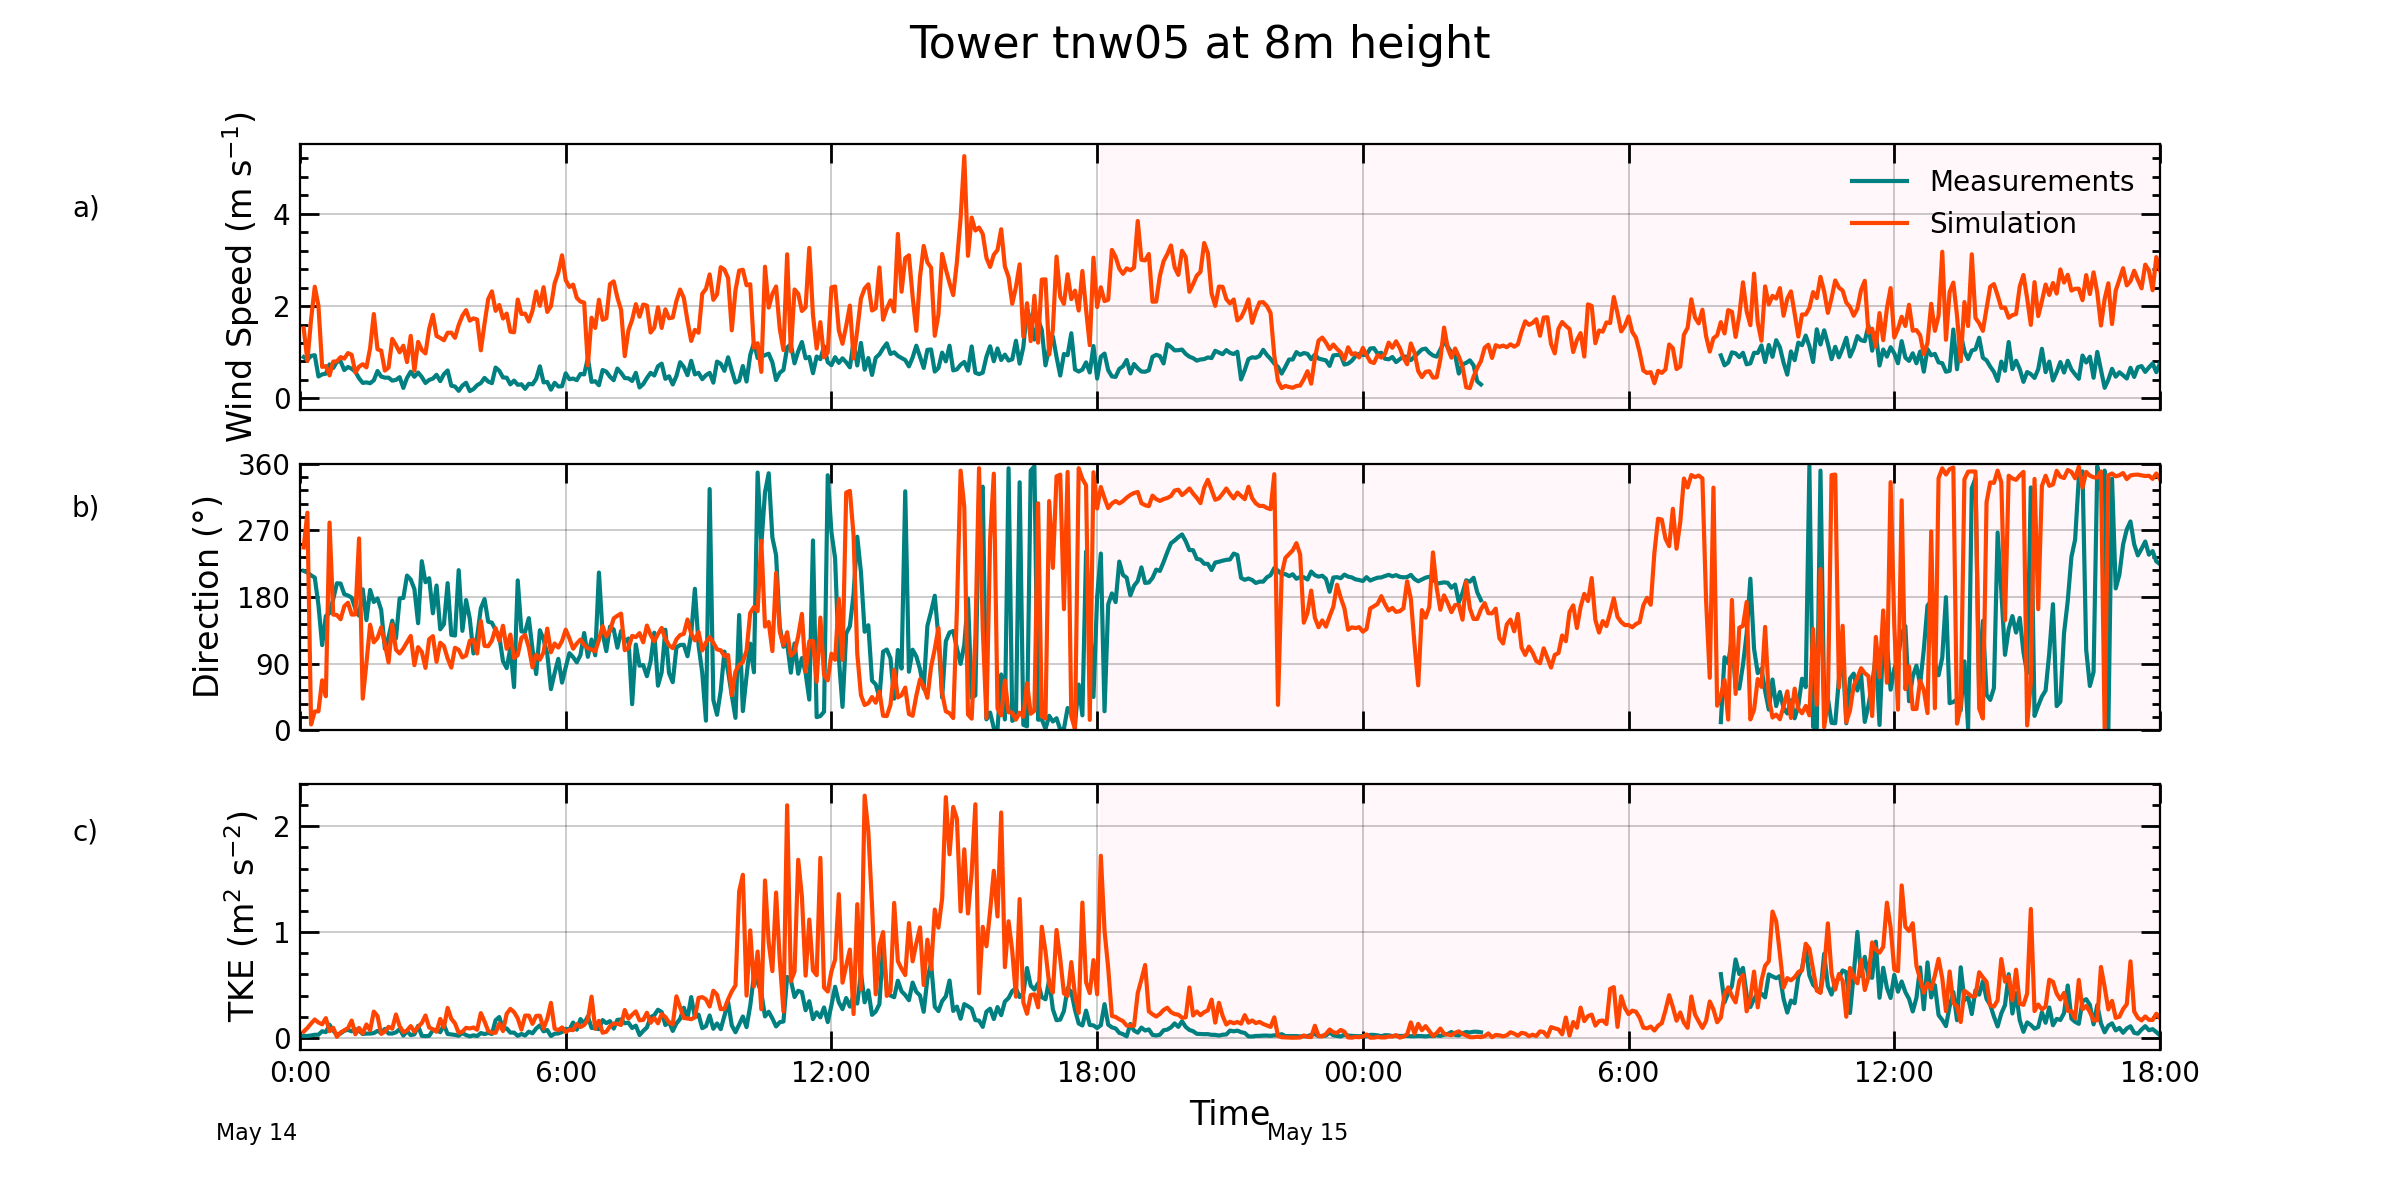 Tower tnw05 at 8m height
a)
Wind Speed (m s⁻¹)
4
2
0
Measurements
Simulation
b)
Direction (°)
360
270
180
90
0
c)
TKE (m² s⁻²)
2
1
0
0:00 6:00 12:00 18:00 00:00 6:00 12:00 18:00
Time
May 14 May 15